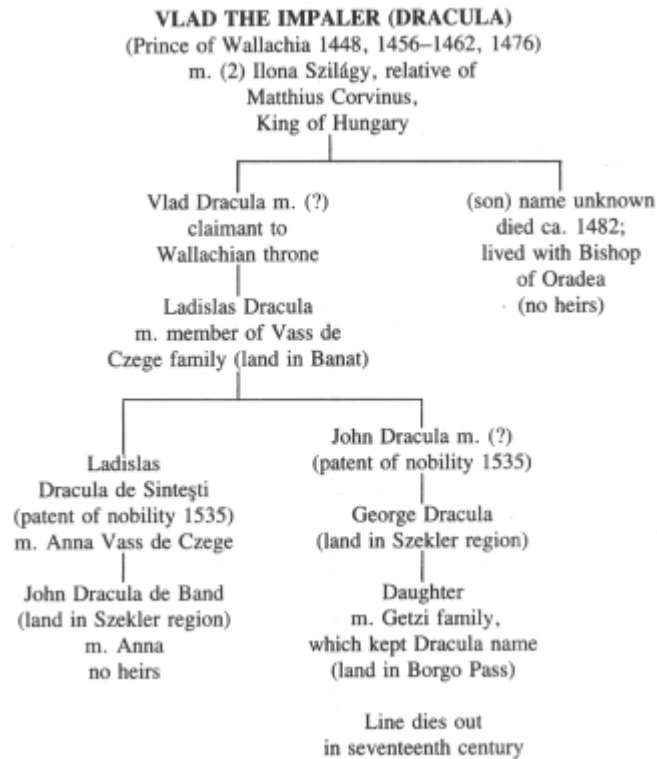 VLAD THE IMPALER (DRACULA)
(Prince of Wallachia 1448, 1456–1462, 1476)
m. (2) Ilona Szilágy, relative of
Matthius Corvinus,
King of Hungary
Vlad Dracula m. (?)
claimant to
Wallachian throne
(son) name unknown
died ca. 1482;
lived with Bishop
of Oradea
(no heirs)
Ladislas Dracula
m. member of Vass de
Czege family (land in Banat)
Ladislas
Dracula de Sinteşti
(patent of nobility 1535)
m. Anna Vass de Czege
John Dracula de Band
(land in Szekler region)
m. Anna
no heirs
John Dracula m. (?)
(patent of nobility 1535)
George Dracula
(land in Szekler region)
Daughter
m. Getzi family,
which kept Dracula name
(land in Borgo Pass)
Line dies out
in seventeenth century